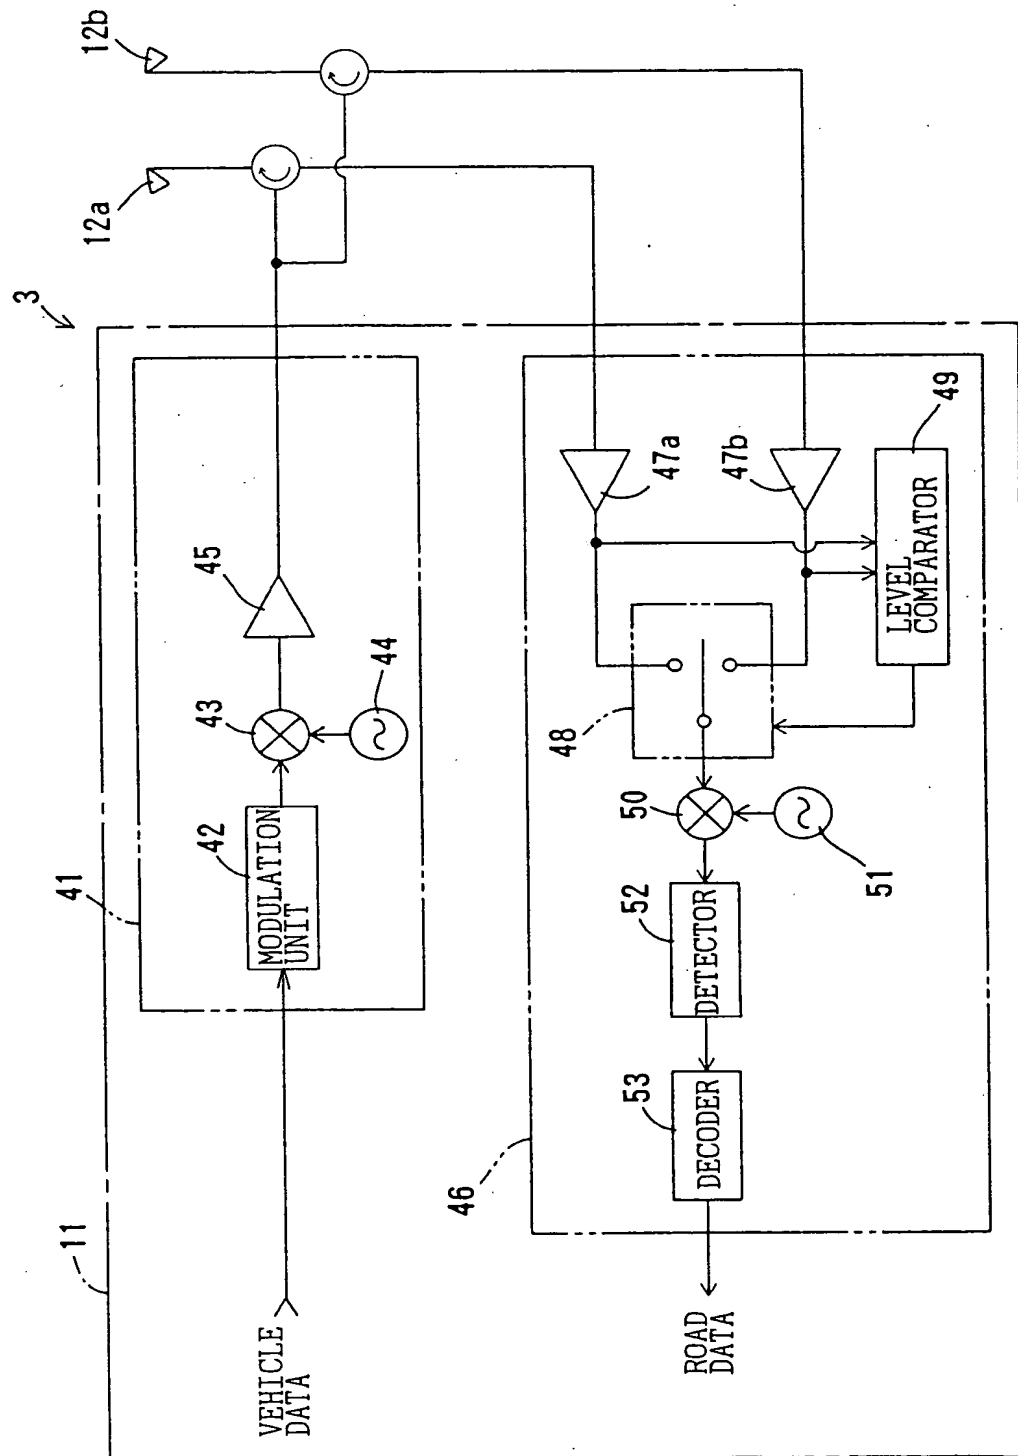 12b
12a
3
11
41
45
43
44
42
MODULATION
UNIT
VEHICLE
DATA
46
47a
47b
49
LEVEL
COMPARATOR
48
50
51
52
DETECTOR
53
DECODER
ROAD
DATA